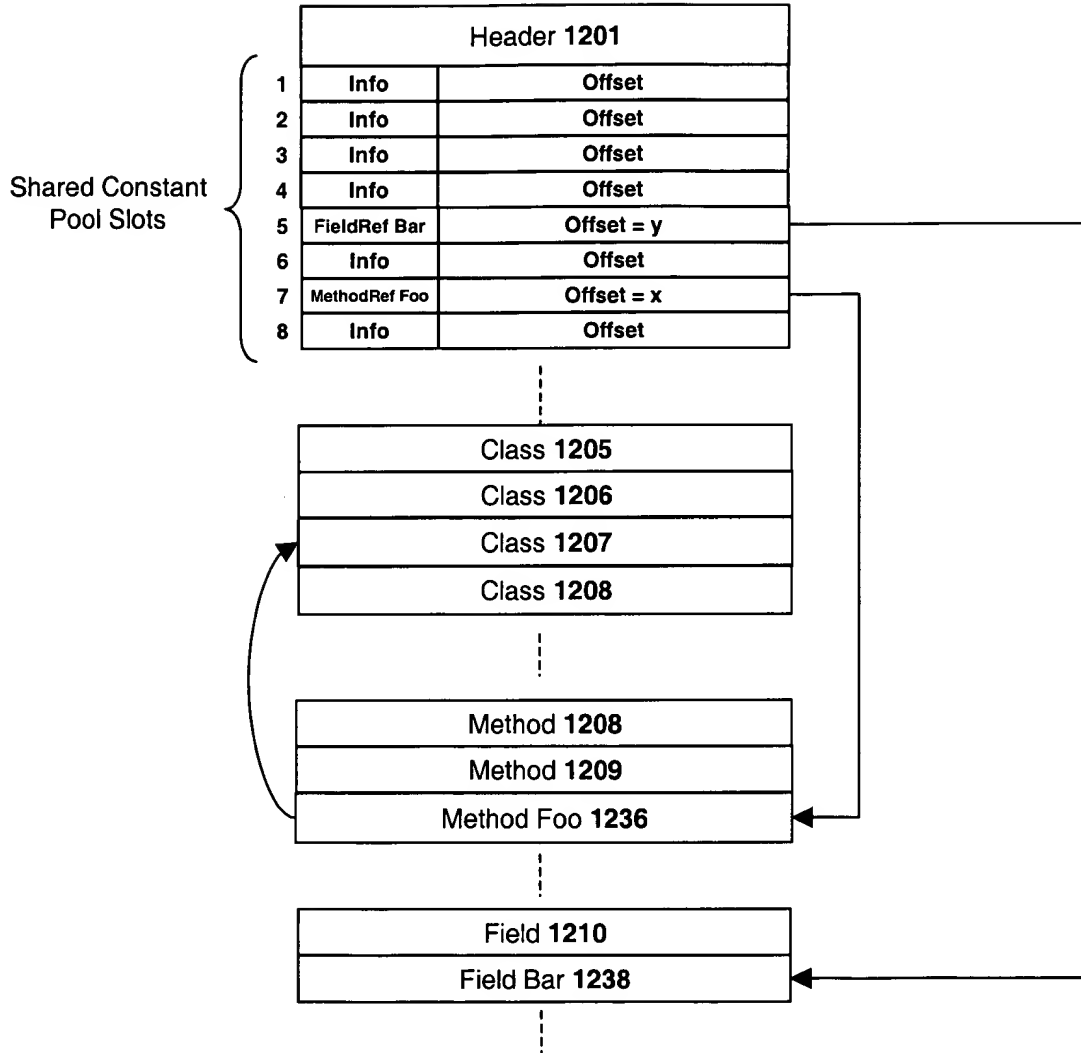 Header 1201
1 Info Offset
2 Info Offset
3 Info Offset
4 Info Offset
Shared Constant
Pool Slots
5 FieldRef Bar Offset = y
6 Info Offset
7 MethodRef Foo Offset = x
8 Info Offset
Class 1205
Class 1206
Class 1207
Class 1208
Method 1208
Method 1209
Method Foo 1236
Field 1210
Field Bar 1238